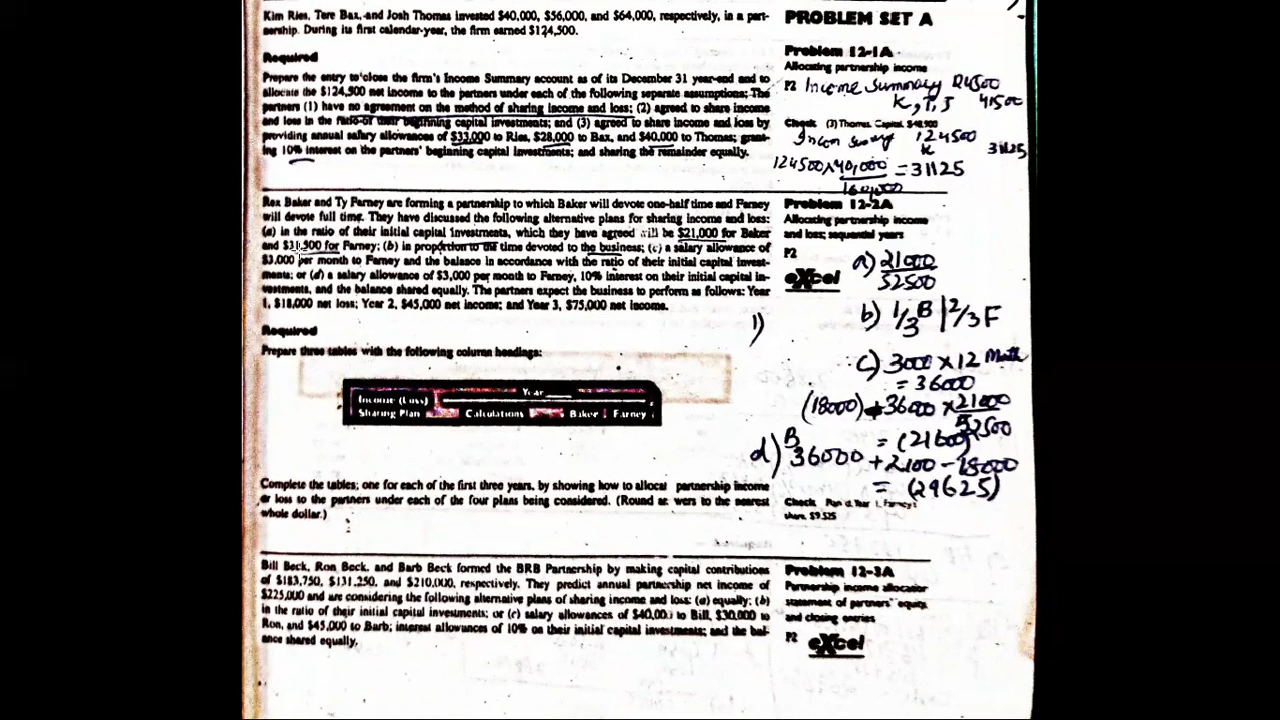 Kim Ries, Tere Bax, and Josh Thomas invested $40,000, $56,000, and $64,000, respectively, in a part-
nership. During its first calendar-year, the firm earned $124,500.
Required
Prepare the entry to close the firm's Income Summary account as of its December 31 year-end and to
allocate the $124,500 net income to the partners under each of the following separate assumptions: The
partners (1) have no agreement on the method of sharing income and loss; (2) agreed to share income
and loss in the ratio of their beginning capital investments; and (3) agreed to share income and loss by
providing annual salary allowances of $33,000 to Ries, $28,000 to Bax, and $40,000 to Thomas; grant-
ing 10% interest on the partners' beginning capital investments; and sharing the remainder equally.
PROBLEM SET A
Problem 12-1A
Allocating partnership income
P2 Income Summary 124500
K, T, J 41500
Check (3) Thomas, Capital, $48,900
124500
K 31125
124500 x 40,000 = 31125
160,000
Rex Baker and Ty Farney are forming a partnership to which Baker will devote one-half time and Farney
will devote full time. They have discussed the following alternative plans for sharing income and loss:
(a) in the ratio of their initial capital investments, which they have agreed will be $21,000 for Baker
and $31,500 for Farney; (b) in proportion to the time devoted to the business; (c) a salary allowance of
$3,000 per month to Farney and the balance in accordance with the ratio of their initial capital invest-
ments; or (d) a salary allowance of $3,000 per month to Farney, 10% interest on their initial capital in-
vestments, and the balance shared equally. The partners expect the business to perform as follows: Year
1, $18,000 net loss; Year 2, $45,000 net income; and Year 3, $75,000 net income.
Required
Prepare three tables with the following column headings:
Income (Loss) Year
Sharing Plan Calculations Baker Farney
Complete the tables; one for each of the first three years, by showing how to allocat partnership income
or loss to the partners under each of the four plans being considered. (Round wers to the nearest
whole dollar.)
Problem 12-2A
Allocating partnership income
and loss; sequential years
P2
excel
a) 21000
52500
b) 1/3 B | 2/3 F
1)
c) 3000 x 12
= 36000
(18000) + 36000 x 21000
52500
= (21600)
d) B 36000 + 2100 - 18000
= (29625)
Check Plan d, Year 1, Farney's
share, $9,525
Bill Beck, Ron Beck, and Barb Beck formed the BRB Partnership by making capital contributions
of $183,750, $131,250, and $210,000, respectively. They predict annual partnership net income of
$225,000 and are considering the following alternative plans of sharing income and loss: (a) equally; (b)
in the ratio of their initial capital investments; or (c) salary allowances of $40,000 to Bill, $30,000 to
Ron, and $45,000 to Barb; interest allowances of 10% on their initial capital investments; and the bal-
ance shared equally.
Problem 12-3A
Partnership income allocation
statement of partners' equity,
and closing entries
P2 excel